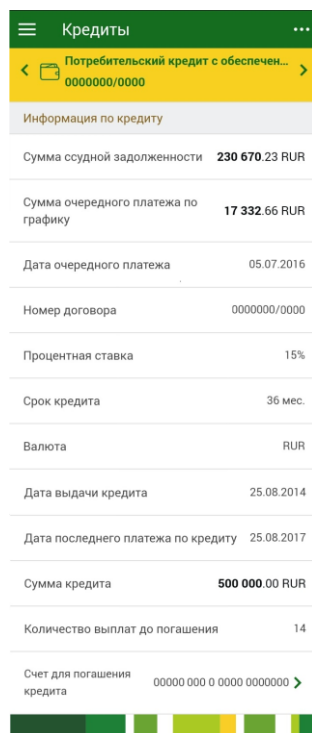 Кредиты
Потребительский кредит с обеспечен...
0000000/0000
Информация по кредиту
Сумма ссудной задолженности 230 670.23 RUR
Сумма очередного платежа по
графику 17 332.66 RUR
Дата очередного платежа 05.07.2016
Номер договора 0000000/0000
Процентная ставка 15%
Срок кредита 36 мес.
Валюта RUR
Дата выдачи кредита 25.08.2014
Дата последнего платежа по кредиту 25.08.2017
Сумма кредита 500 000.00 RUR
Количество выплат до погашения 14
Счет для погашения
кредита 00000 000 0 0000 0000000